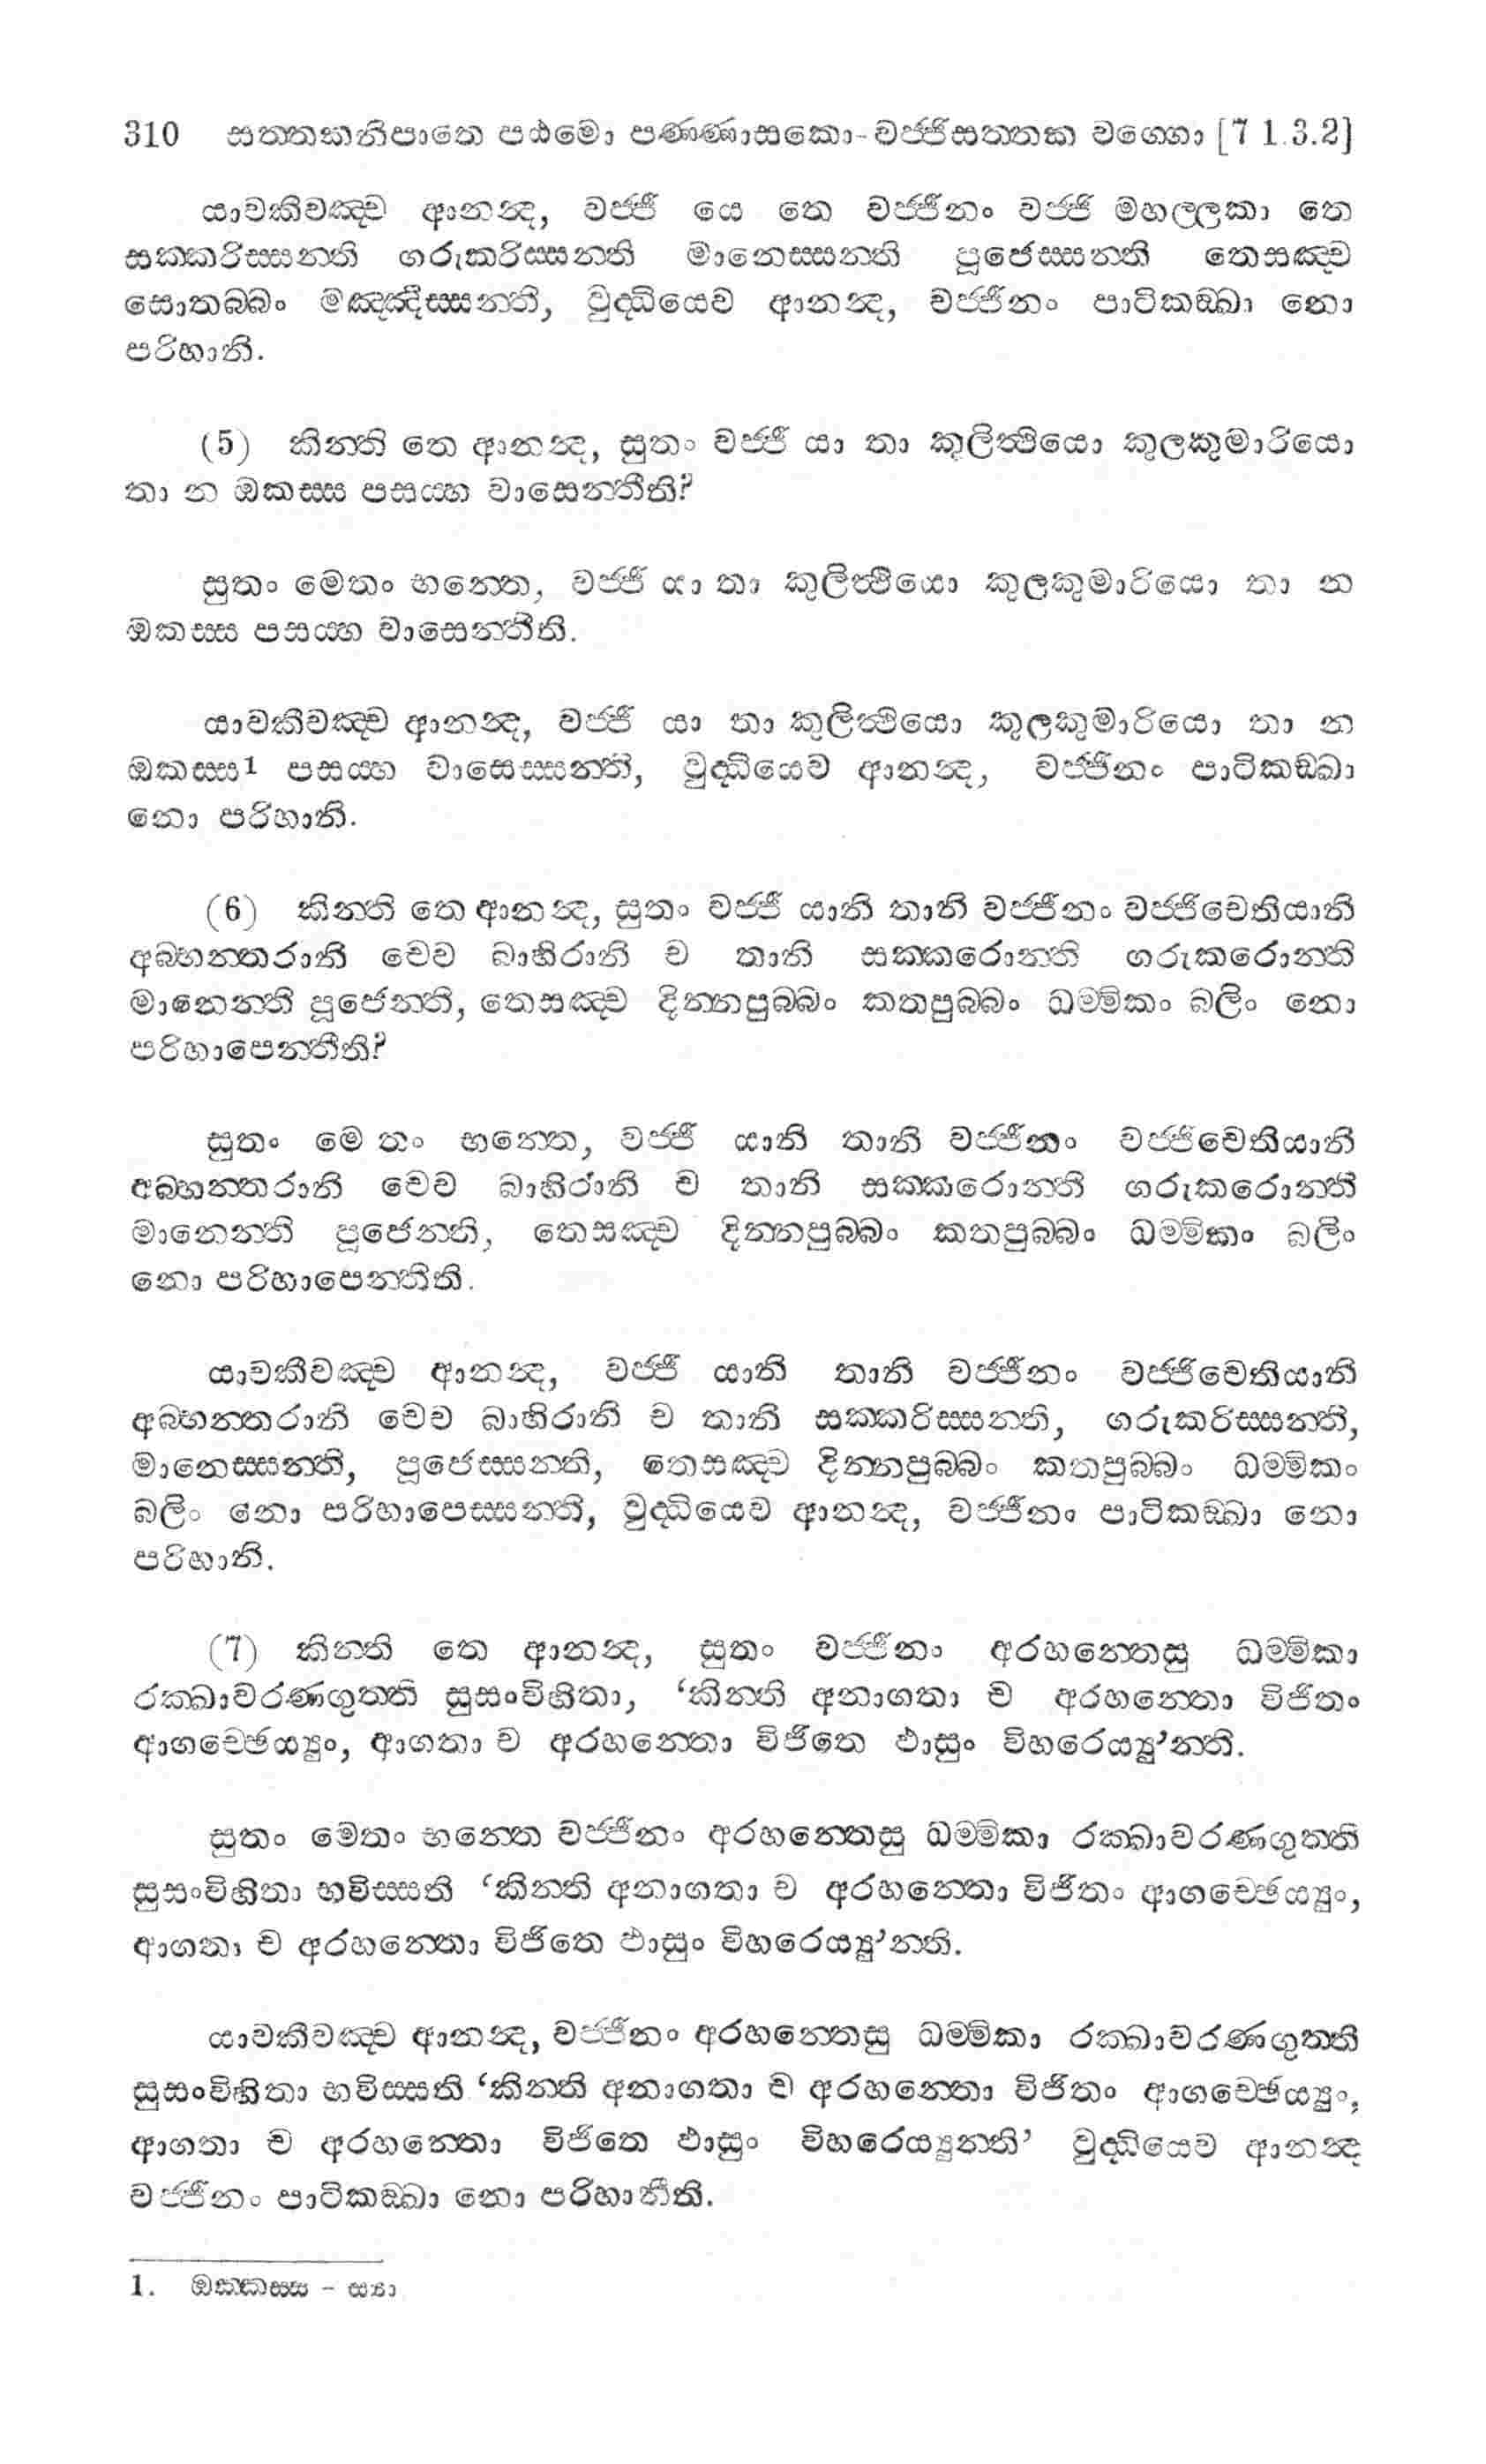 310 සත්තකනිපාතෙ පඨමො පණ්ණාසකො-වජ්ජිසත්තක වග්ගො [7 1.3.2]
යාවකීවඤ්ච ආනන්ද, වජ්ජී යෙ තෙ වජ්ජීනං වජ්ජි මහල්ලකා තෙ
සක්කරිස්සන්ති ගරුකරිස්සන්ති මානෙස්සන්ති පූජෙස්සන්ති තෙසඤ්ච
සොතබ්බං මඤ්ඤිස්සන්ති, වුද්ධියෙව ආනන්ද, වජ්ජීනං පාටිකඞ්ඛා නො
පරිහානි.
(5) කින්ති තෙ ආනන්ද, සුතං වජ්ජී යා තා කුලිත්ථියො කුලකුමාරියො
තා න ඔකස්ස පසය්හ වාසෙන්තීති?
සුතං මෙතං භන්තෙ, වජ්ජී යා තා කුලිත්ථියො කුලකුමාරියො තා න
ඔකස්ස පසය්හ වාසෙන්තීති.
යාවකීවඤ්ච ආනන්ද, වජ්ජී යා තා කුලිත්ථියො කුලකුමාරියො තා න
ඔකස්ස1 පසය්හ වාසෙස්සන්ති, වුද්ධියෙව ආනන්ද, වජ්ජීනං පාටිකඞ්ඛා
නො පරිහානි.
(6) කින්ති තෙ ආනන්ද, සුතං වජ්ජී යානි තානි වජ්ජීනං වජ්ජිචෙතියානි
අබ්භන්තරානි චෙව බාහිරානි ච තානි සක්කරොන්ති ගරුකරොන්ති
මානෙන්ති පූජෙන්ති, තෙසඤ්ච දින්නපුබ්බං කතපුබ්බං ධම්මිකං බලිං නො
පරිහාපෙන්තීති?
සුතං මෙ තං භන්තෙ, වජ්ජී යානි තානි වජ්ජීනං වජ්ජිචෙතියානි
අබ්භන්තරානි චෙව බාහිරානි ච තානි සක්කරොන්ති ගරුකරොන්ති
මානෙන්ති පූජෙන්ති, තෙසඤ්ච දින්නපුබ්බං කතපුබ්බං ධම්මිකං බලිං
නො පරිහාපෙන්තීති.
යාවකීවඤ්ච ආනන්ද, වජ්ජී යානි තානි වජ්ජීනං වජ්ජිචෙතියානි
අබ්භන්තරානි චෙව බාහිරානි ච තානි සක්කරිස්සන්ති, ගරුකරිස්සන්ති,
මානෙස්සන්ති, පූජෙස්සන්ති, තෙසඤ්ච දින්නපුබ්බං කතපුබ්බං ධම්මිකං
බලිං නො පරිහාපෙස්සන්ති, වුද්ධියෙව ආනන්ද, වජ්ජීනං පාටිකඞ්ඛා නො
පරිහානි.
(7) කින්ති තෙ ආනන්ද, සුතං වජ්ජීනං අරහන්තෙසු ධම්මිකා
රක්ඛාවරණගුත්ති සුසංවිහිතා, ‘කින්ති අනාගතා ච අරහන්තො විජිතං
ආගච්ඡෙය්‍යුං, ආගතා ච අරහන්තො විජිතෙ ඵාසුං විහරෙය්‍යු’න්ති.
සුතං මෙතං භන්තෙ වජ්ජීනං අරහන්තෙසු ධම්මිකා රක්ඛාවරණගුත්ති
සුසංවිහිතා භවිස්සති ‘කින්ති අනාගතා ච අරහන්තො විජිතං ආගච්ඡෙය්‍යුං,
ආගතා ච අරහන්තො විජිතෙ ඵාසුං විහරෙය්‍යු’න්ති.
යාවකීවඤ්ච ආනන්ද, වජ්ජීනං අරහන්තෙසු ධම්මිකා රක්ඛාවරණගුත්ති
සුසංවිහිතා භවිස්සති ‘කින්ති අනාගතා ච අරහන්තො විජිතං ආගච්ඡෙය්‍යුං,
ආගතා ච අරහන්තො විජිතෙ ඵාසුං විහරෙය්‍යුන්ති’ වුද්ධියෙව ආනන්ද
වජ්ජීනං පාටිකඞ්ඛා නො පරිහානීති.
1. ඔක්කස්ස - ස්‍යා